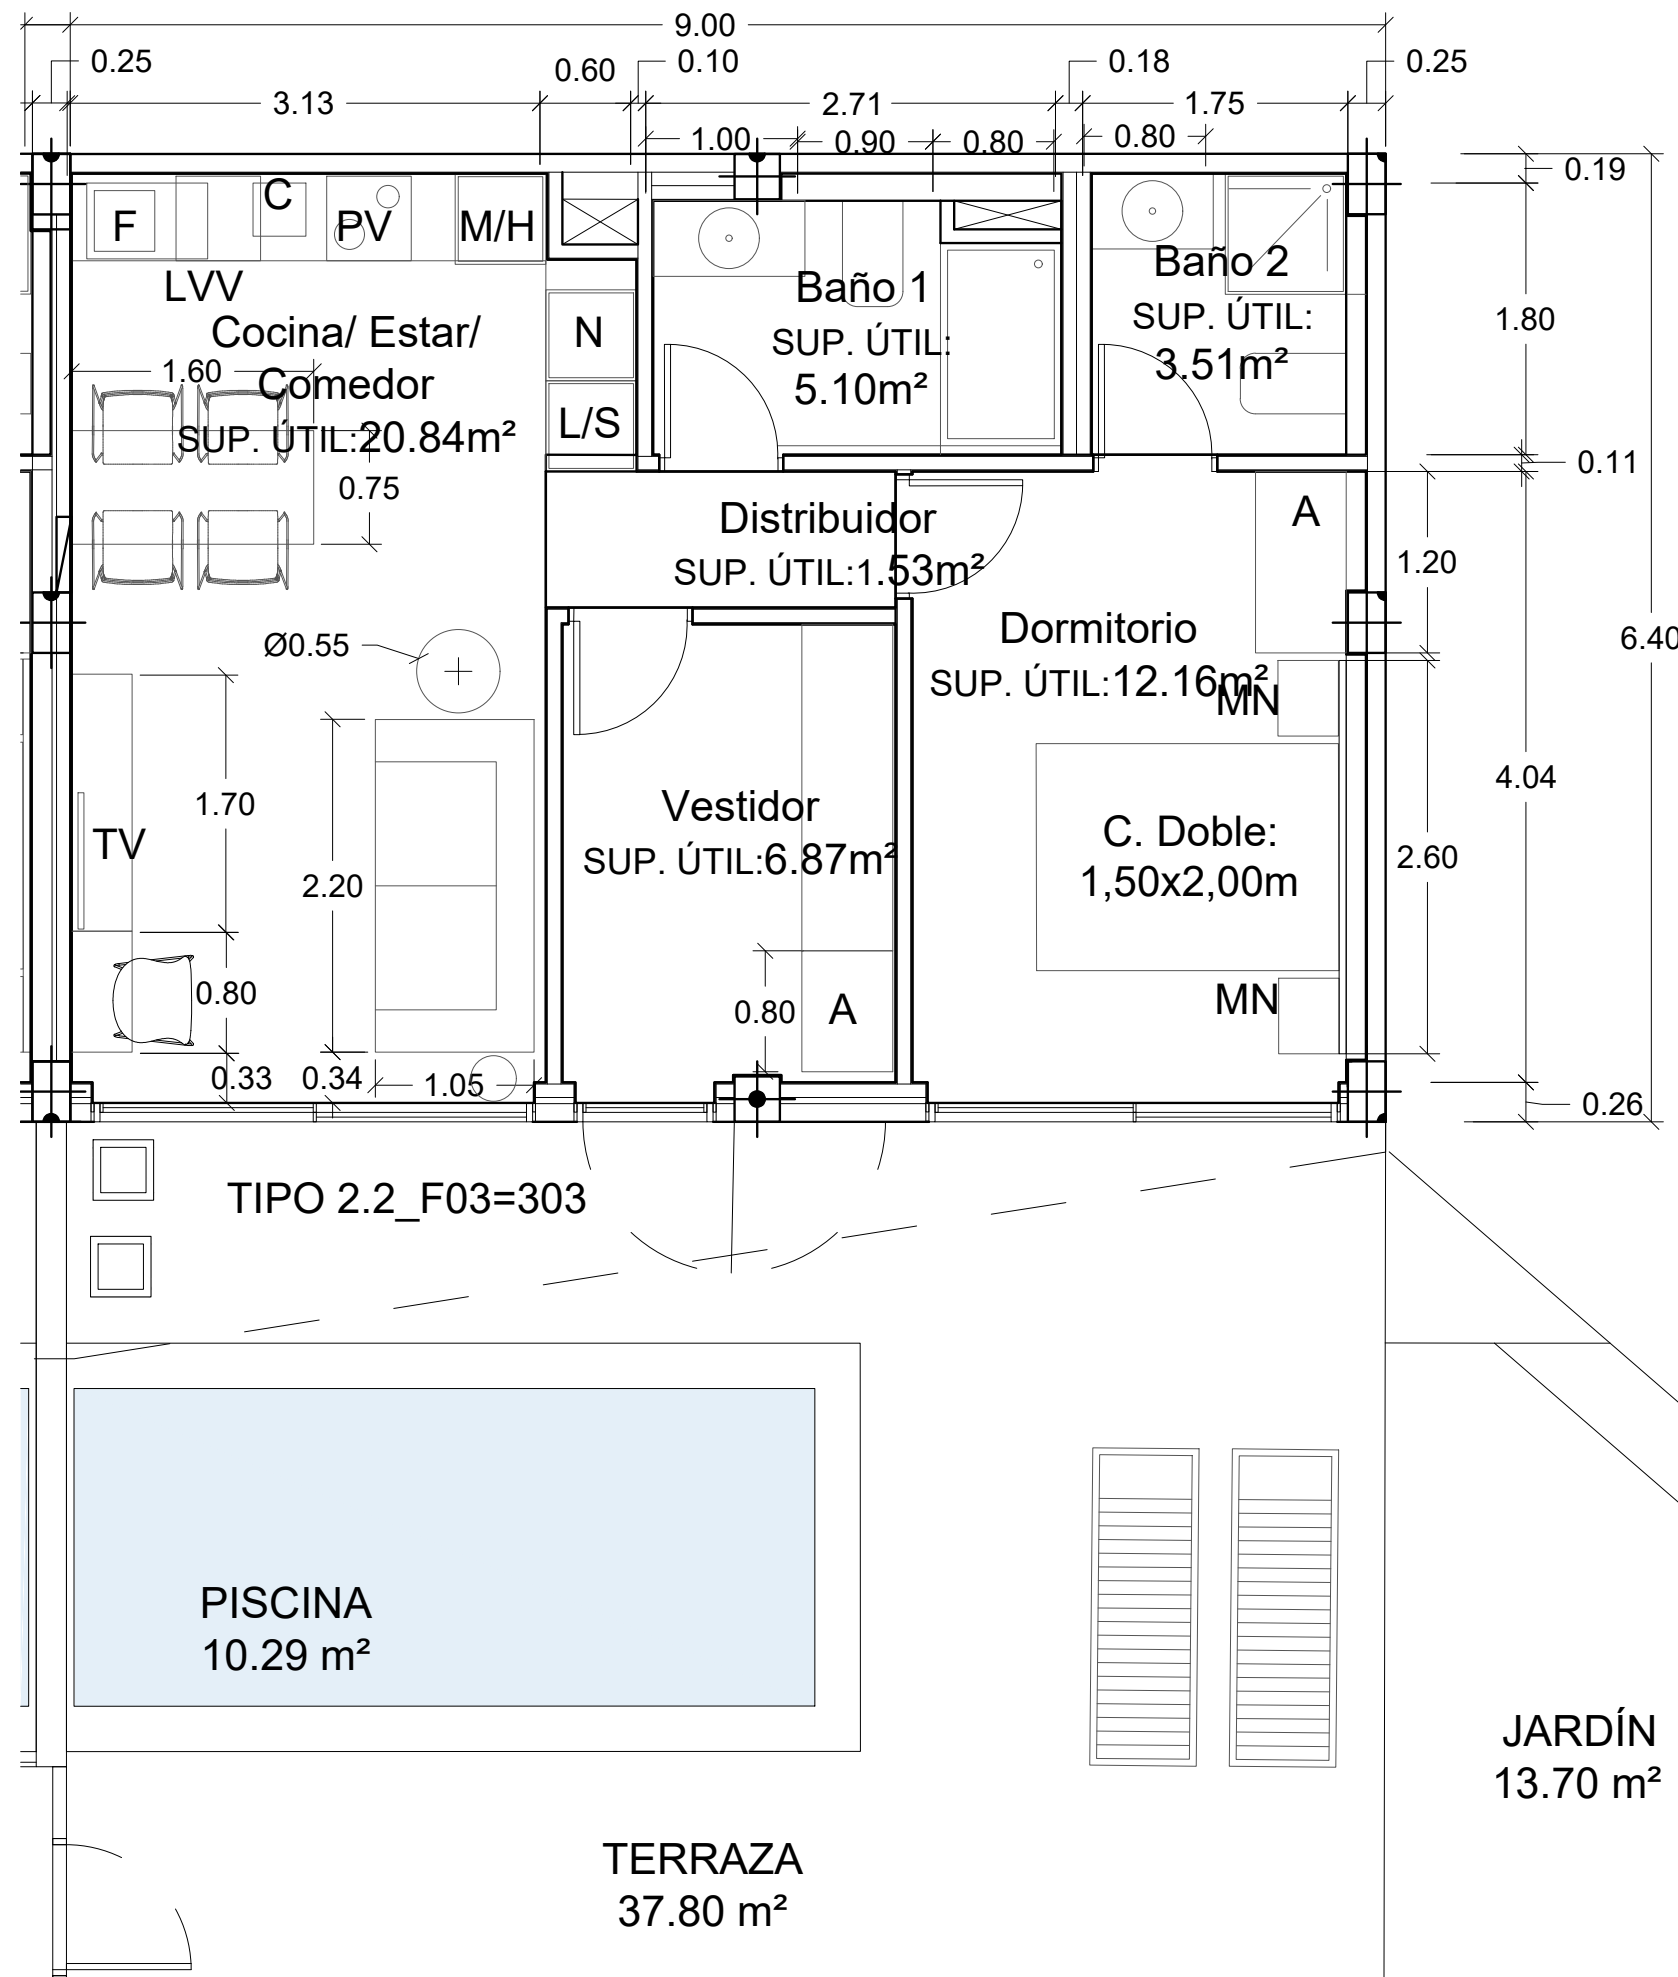 9.00
0.25
0.60
0.10
0.18
0.25
3.13
2.71
1.75
1.00
0.90
0.80
0.80
0.19
F
C
PV
M/H
LVV
Cocina/ Estar/
Comedor
SUP. ÚTIL:20.84m²
1.60
0.75
N
L/S
Baño 1
SUP. ÚTIL:
5.10m²
Baño 2
SUP. ÚTIL:
3.51m²
1.80
0.11
Distribuidor
SUP. ÚTIL:1.53m²
A
1.20
6.40
Ø0.55
Dormitorio
SUP. ÚTIL:12.16m²
MN
4.04
1.70
TV
2.20
Vestidor
SUP. ÚTIL:6.87m²
C. Doble:
1,50x2,00m
2.60
0.80
0.80
A
MN
0.33
0.34
1.05
0.26
TIPO 2.2_F03=303
PISCINA
10.29 m²
JARDÍN
13.70 m²
TERRAZA
37.80 m²